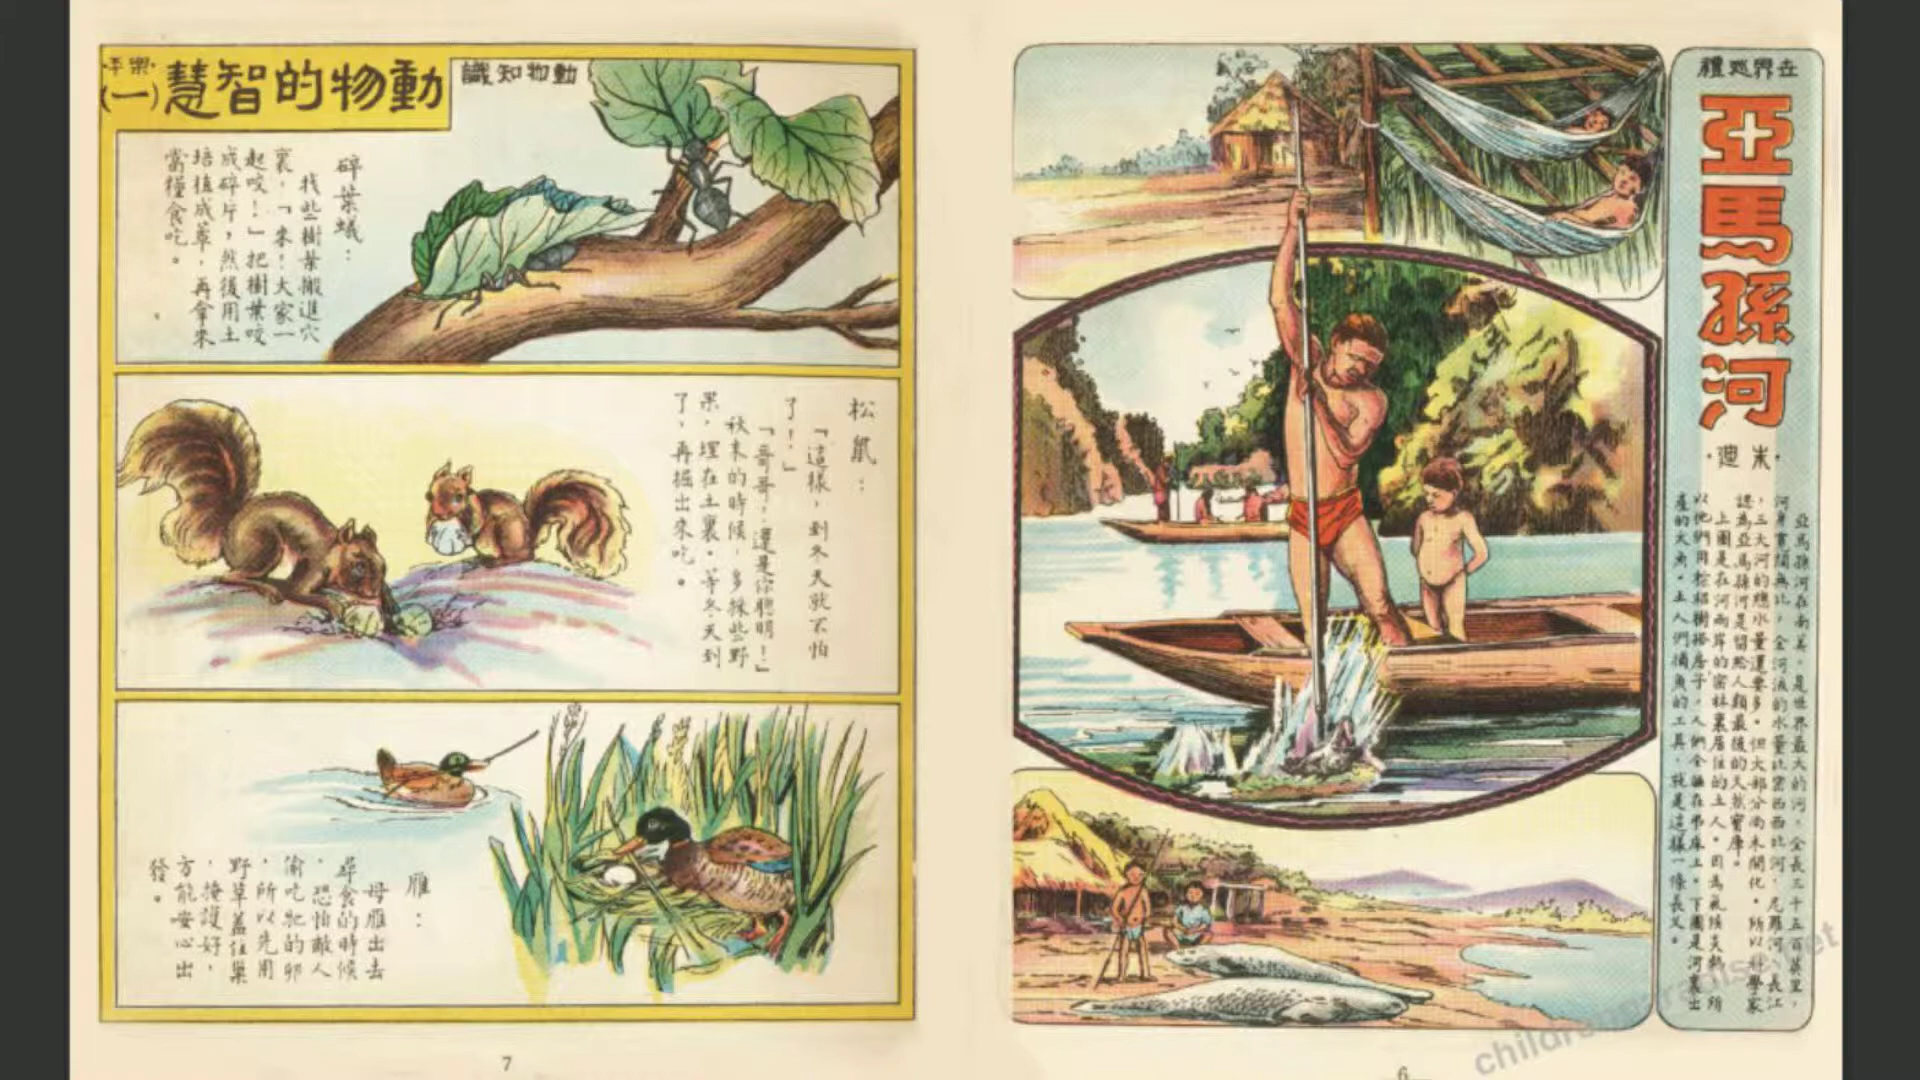 世界巡禮
亞馬孫河
·末迴·
亞馬孫河在南美,是世界最大的河。全長三千五百英里,
河身寬闊無比,全河流的水量比密西西比河、尼羅河、長江
,三大河的總水量還要多。但大部分尚未開化。所以科學家
認為亞馬孫河是留給人類最後的天然寶庫。
上圖是在河兩岸的密林裏居住的土人。因為氣候炎熱,所
以他們用棕梠樹搭房子,人們全睡在吊床上。下圖是河裏出
產的大魚。土人們捕魚的工具,就是這樣一條長叉。
6
動物知識
動物的智慧(一)
·樂平·
碎葉蟻:
找些樹葉搬進穴
裏,「來!大家一
起咬!」把樹葉咬
成碎片,然後用土
培植成蕈,再拿來
當糧食吃。
松鼠:
「這樣,到冬天就不怕
了!」
「哥哥,還是你聰明!」
秋來的時候,多採些野
果,埋在土裏。等冬天到
了,再掘出來吃。
雁:
母雁出去
尋食的時候
,恐怕敵人
偷吃牠的卵
,所以先用
野草蓋住巢
,掩護好,
方能安心出
發。
7